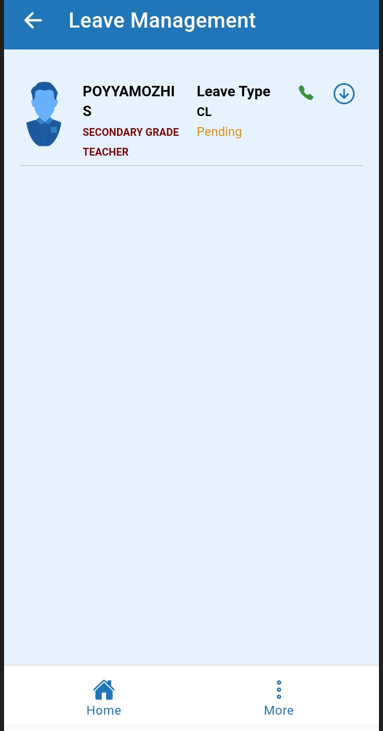 Leave Management
POYYAMOZHI
S
SECONDARY GRADE
TEACHER
Leave Type
CL
Pending
Home
More